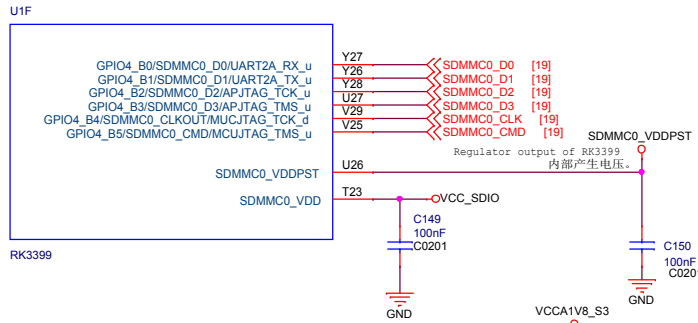 U1F
GPIO4_B0/SDMMC0_D0/UART2A_RX_u Y27 SDMMC0_D0 [19]
GPIO4_B1/SDMMC0_D1/UART2A_TX_u Y26 SDMMC0_D1 [19]
GPIO4_B2/SDMMC0_D2/APJTAG_TCK_u Y28 SDMMC0_D2 [19]
GPIO4_B3/SDMMC0_D3/APJTAG_TMS_u U27 SDMMC0_D3 [19]
GPIO4_B4/SDMMC0_CLKOUT/MUCJTAG_TCK_d V29 SDMMC0_CLK [19]
GPIO4_B5/SDMMC0_CMD/MCUJTAG_TMS_u V25 SDMMC0_CMD [19]
SDMMC0_VDDPST
Regulator output of RK3399
内部产生电压。
SDMMC0_VDDPST U26
SDMMC0_VDD T23 VCC_SDIO
C149
100nF
C0201
C150
100nF
C0201
RK3399
GND
GND
VCCA1V8_S3